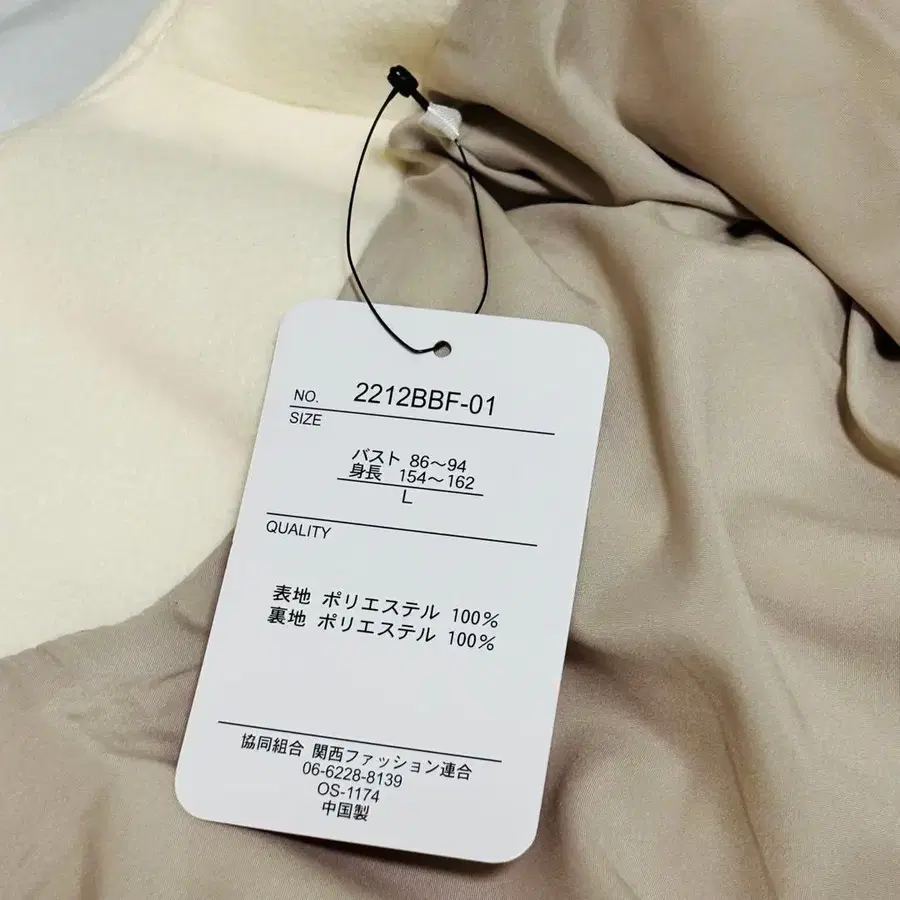 NO. 2212BBF-01
SIZE
バスト 86～94
身長 154～162
L
QUALITY
表地 ポリエステル 100%
裏地 ポリエステル 100%
協同組合 関西ファッション連合
06-6228-8139
OS-1174
中国製